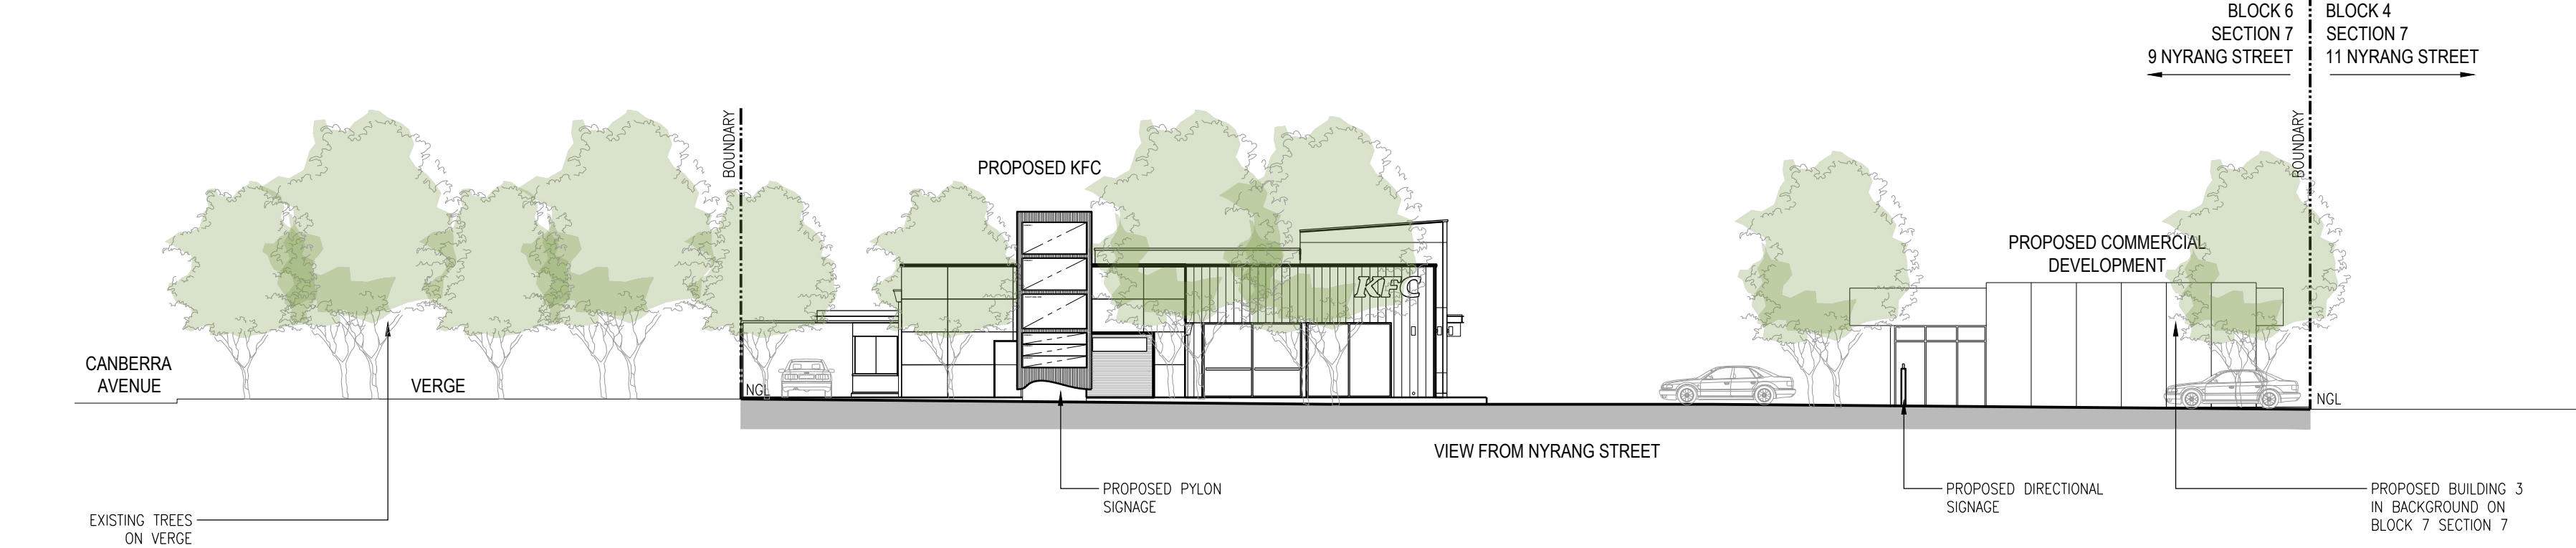 BLOCK 6
SECTION 7
9 NYRANG STREET
BLOCK 4
SECTION 7
11 NYRANG STREET
BOUNDARY
BOUNDARY
PROPOSED KFC
KFC
PROPOSED COMMERCIAL
DEVELOPMENT
CANBERRA
AVENUE
VERGE
NGL
NGL
VIEW FROM NYRANG STREET
EXISTING TREES
ON VERGE
PROPOSED PYLON
SIGNAGE
PROPOSED DIRECTIONAL
SIGNAGE
PROPOSED BUILDING 3
IN BACKGROUND ON
BLOCK 7 SECTION 7